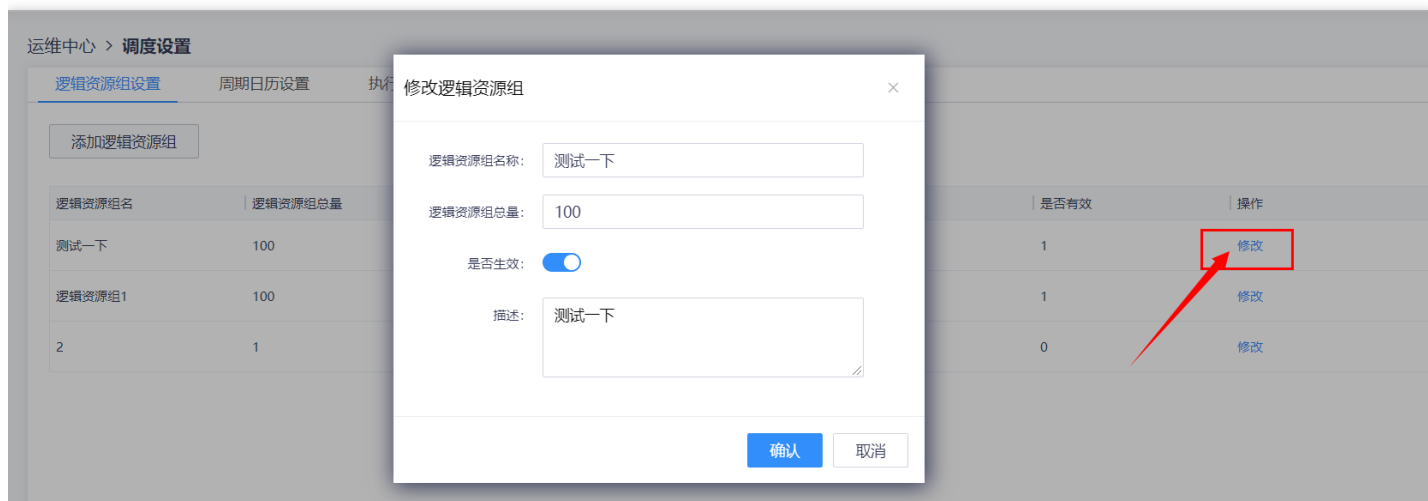 运维中心 > 调度设置
逻辑资源组设置 周期日历设置 执行
添加逻辑资源组
逻辑资源组名 逻辑资源组总量 是否有效 操作
测试一下 100 1 修改
逻辑资源组1 100 1 修改
2 1 0 修改
修改逻辑资源组
逻辑资源组名称: 测试一下
逻辑资源组总量: 100
是否生效:
描述: 测试一下
确认 取消